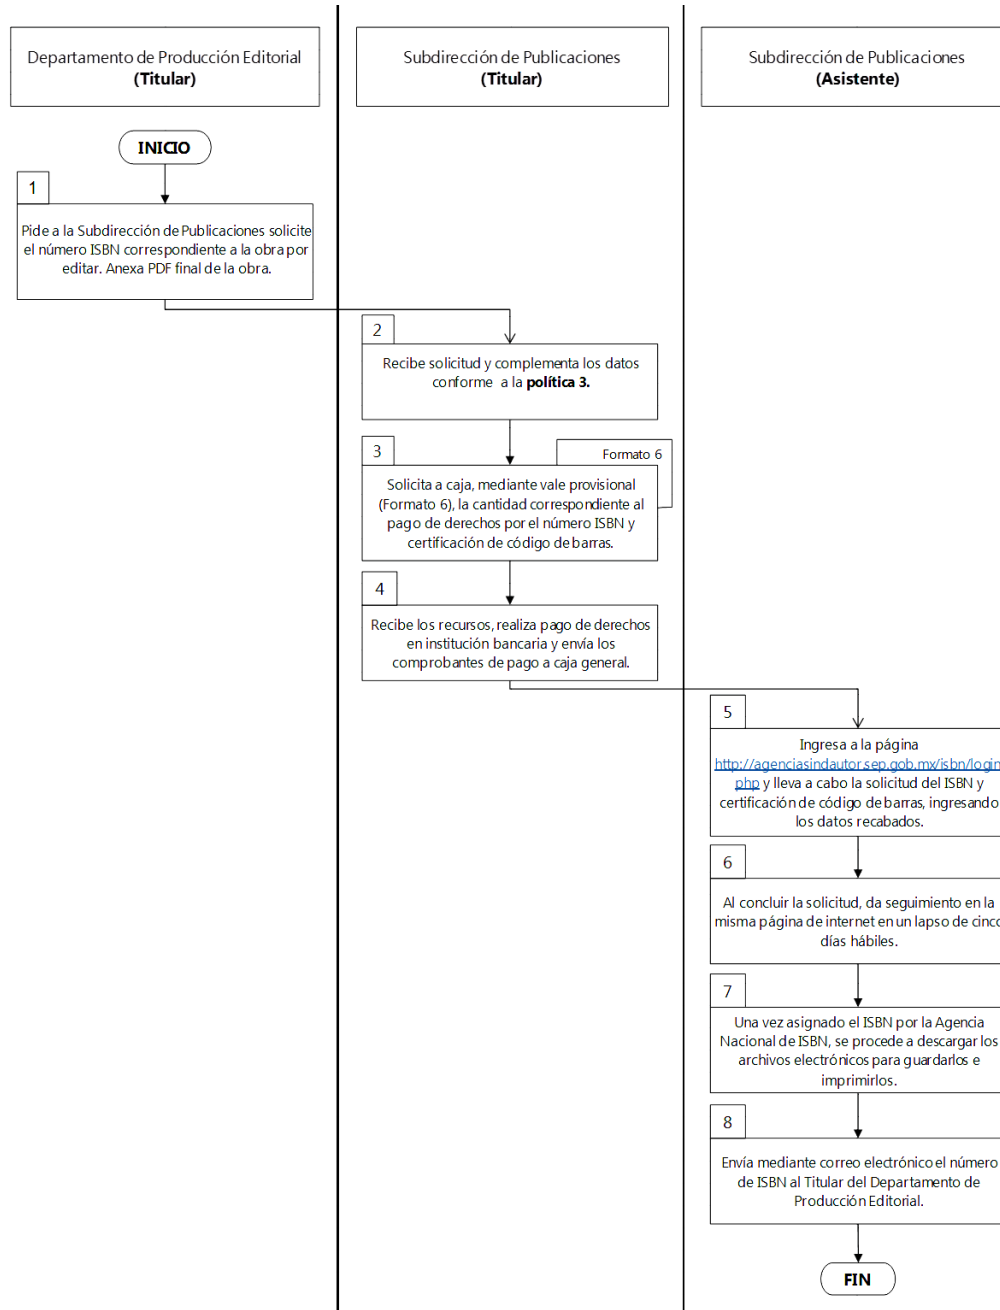 Departamento de Producción Editorial
(Titular)
Subdirección de Publicaciones
(Titular)
Subdirección de Publicaciones
(Asistente)
INICIO
1
Pide a la Subdirección de Publicaciones solicite
el número ISBN correspondiente a la obra por
editar. Anexa PDF final de la obra.
2
Recibe solicitud y complementa los datos
conforme a la política 3.
3
Formato 6
Solicita a caja, mediante vale provisional
(Formato 6), la cantidad correspondiente al
pago de derechos por el número ISBN y
certificación de código de barras.
4
Recibe los recursos, realiza pago de derechos
en institución bancaria y envía los
comprobantes de pago a caja general.
5
Ingresa a la página
http://agenciasindautor.sep.gob.mx/isbn/login
php y lleva a cabo la solicitud del ISBN y
certificación de código de barras, ingresando
los datos recabados.
6
Al concluir la solicitud, da seguimiento en la
misma página de internet en un lapso de cinco
días hábiles.
7
Una vez asignado el ISBN por la Agencia
Nacional de ISBN, se procede a descargar los
archivos electrónicos para guardarlos e
imprimirlos.
8
Envía mediante correo electrónico el número
de ISBN al Titular del Departamento de
Producción Editorial.
FIN